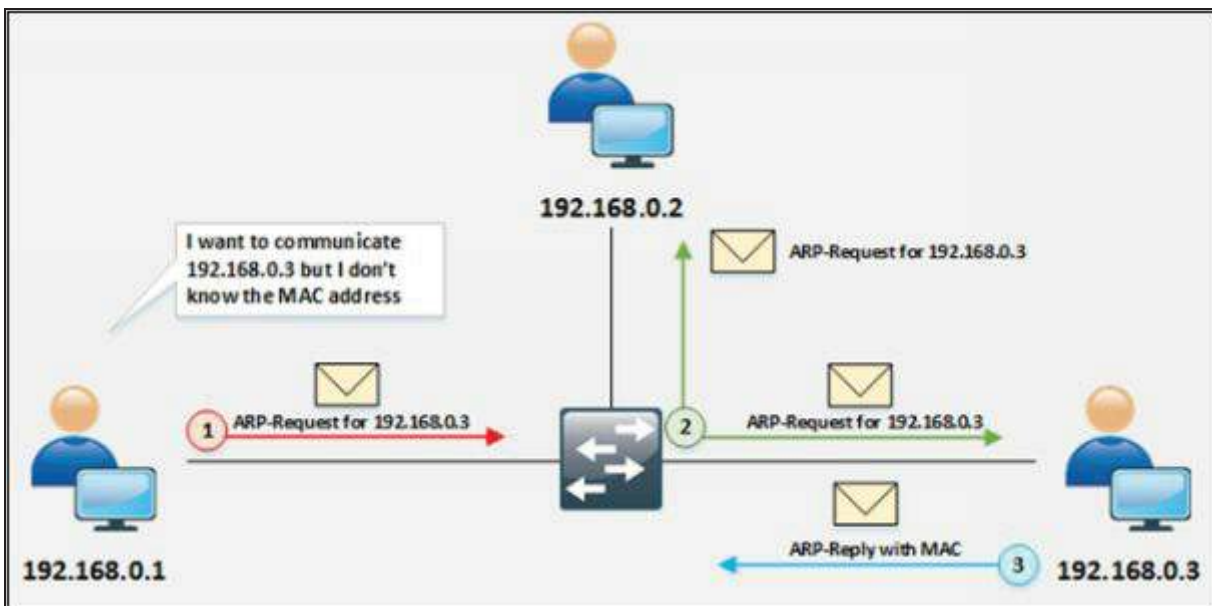 192.168.0.2
I want to communicate
192.168.0.3 but I don't
know the MAC address
ARP-Request for 192.168.0.3
1
ARP-Request for 192.168.0.3
2
ARP-Request for 192.168.0.3
ARP-Reply with MAC
3
192.168.0.1
192.168.0.3